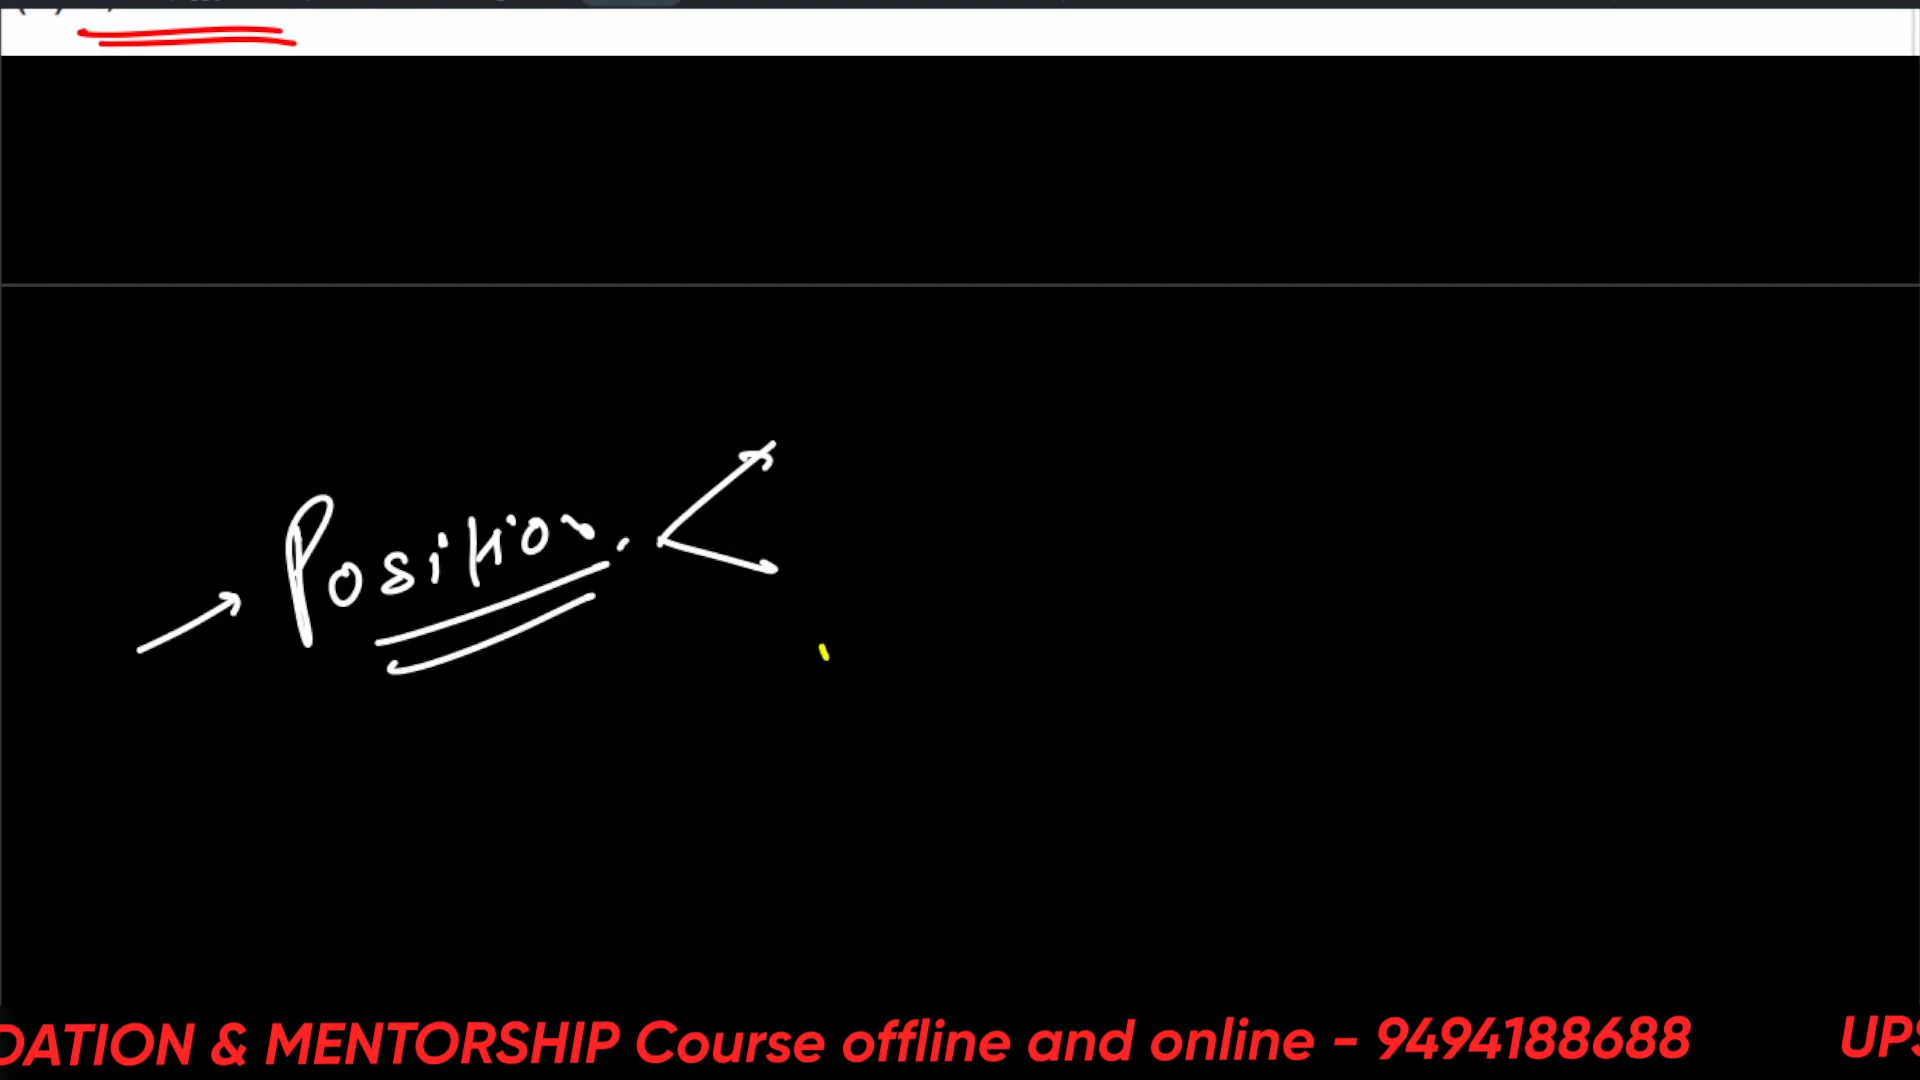 Position.
DATION & MENTORSHIP Course offline and online - 9494188688 UPS